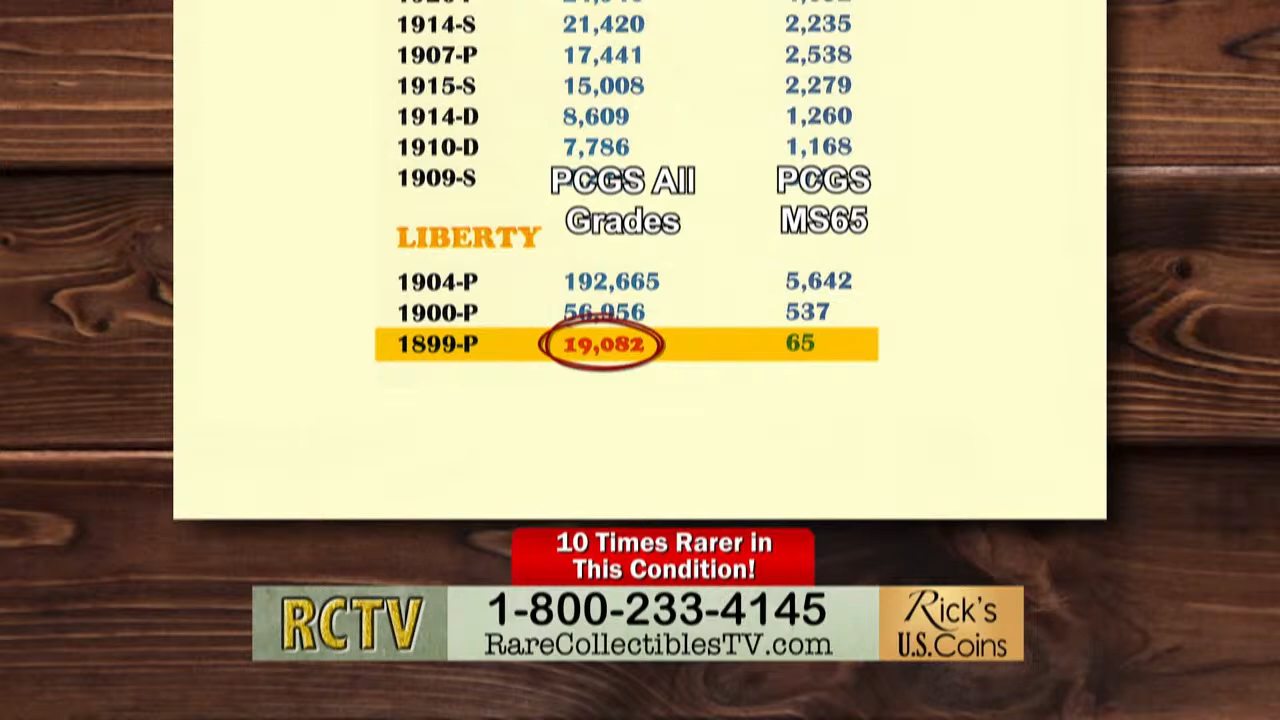 1914-S 21,420 2,235
1907-P 17,441 2,538
1915-S 15,008 2,279
1914-D 8,609 1,260
1910-D 7,786 1,168
1909-S PCGS All PCGS
Grades MS65
LIBERTY
1904-P 192,665 5,642
1900-P 56,956 537
1899-P 19,082 65
10 Times Rarer in
This Condition!
RCTV 1-800-233-4145 Rick's
RareCollectiblesTV.com U.S. Coins